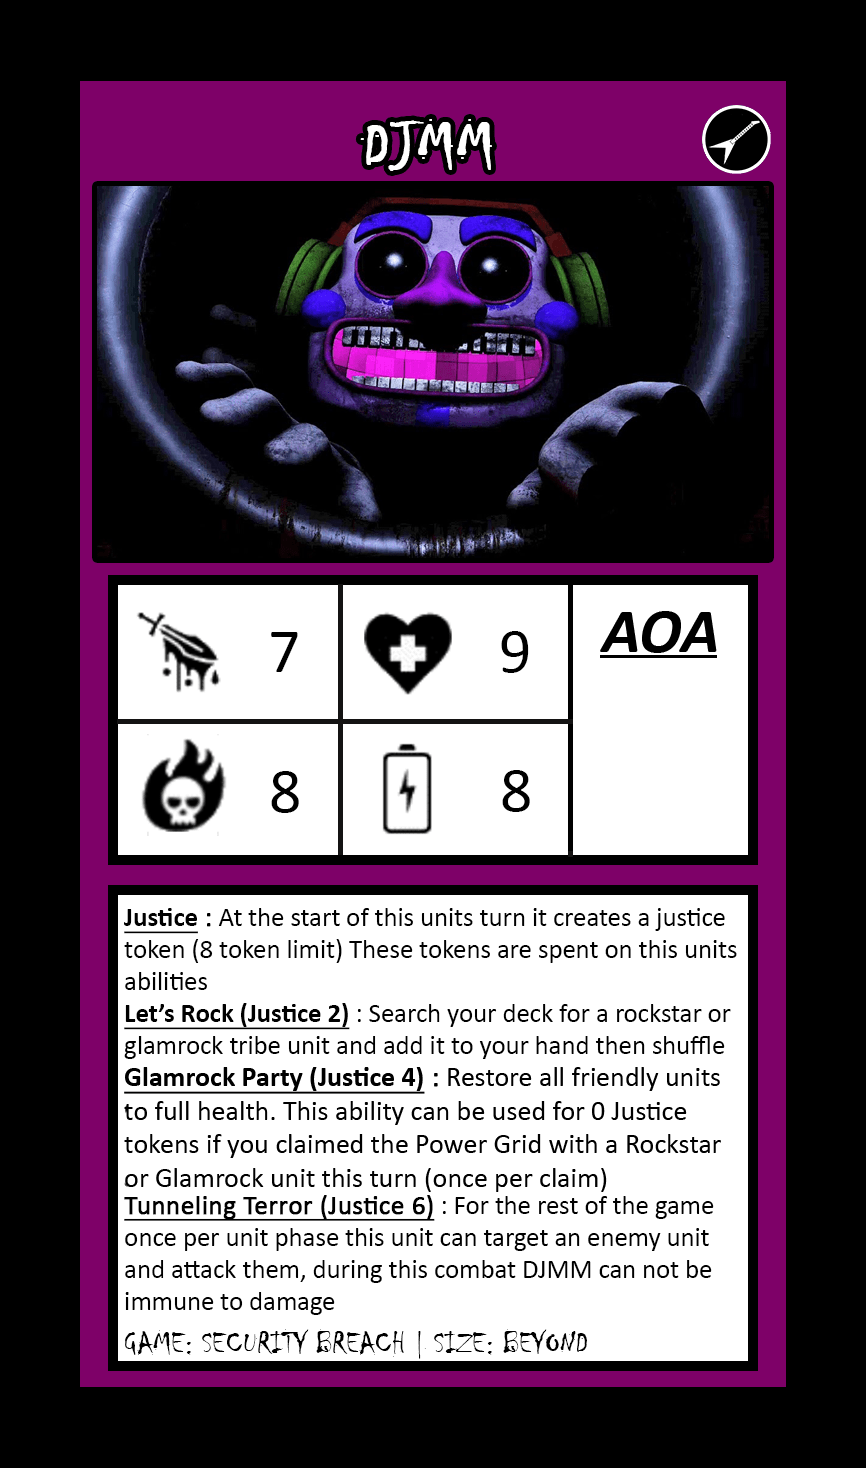 DJMM
7
9
AOA
8
8
Justice : At the start of this units turn it creates a justice
token (8 token limit) These tokens are spent on this units
abilities
Let's Rock (Justice 2) : Search your deck for a rockstar or
glamrock tribe unit and add it to your hand then shuffle
Glamrock Party (Justice 4) : Restore all friendly units
to full health. This ability can be used for 0 Justice
tokens if you claimed the Power Grid with a Rockstar
or Glamrock unit this turn (once per claim)
Tunneling Terror (Justice 6) : For the rest of the game
once per unit phase this unit can target an enemy unit
and attack them, during this combat DJMM can not be
immune to damage
GAME: SECURITY BREACH | SIZE: BEYOND